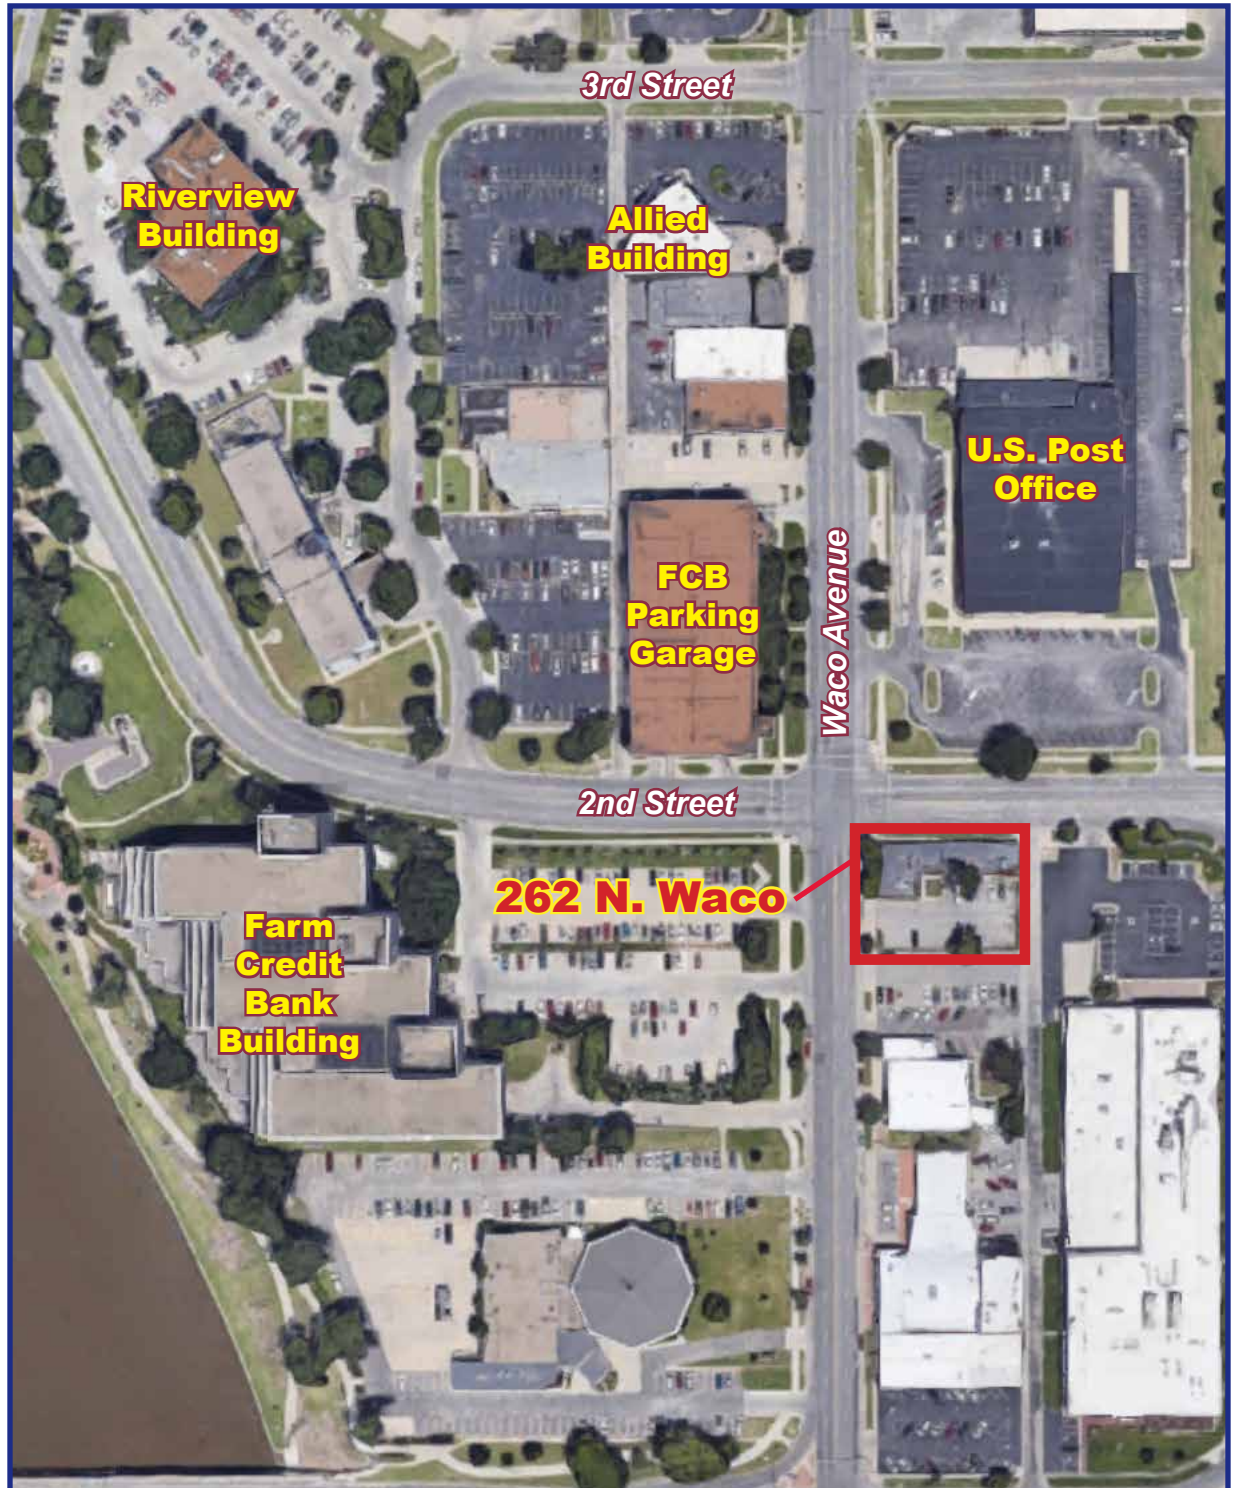 3rd Street
Riverview
Building
Allied
Building
U.S. Post
Office
FCB
Parking
Garage
Waco Avenue
2nd Street
262 N. Waco
Farm
Credit
Bank
Building